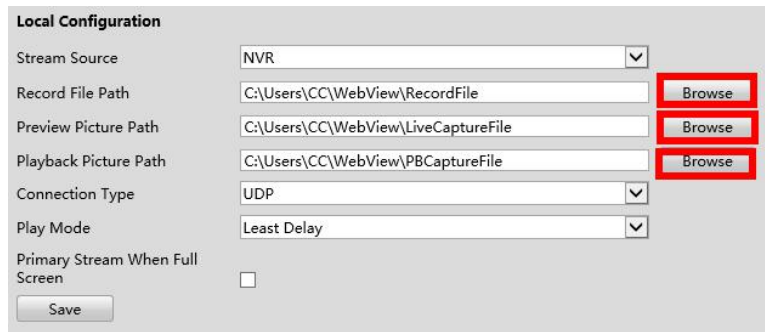 Local Configuration
Stream Source NVR
Record File Path C:\Users\CC\WebView\RecordFile Browse
Preview Picture Path C:\Users\CC\WebView\LiveCaptureFile Browse
Playback Picture Path C:\Users\CC\WebView\PBCaptureFile Browse
Connection Type UDP
Play Mode Least Delay
Primary Stream When Full
Screen
Save